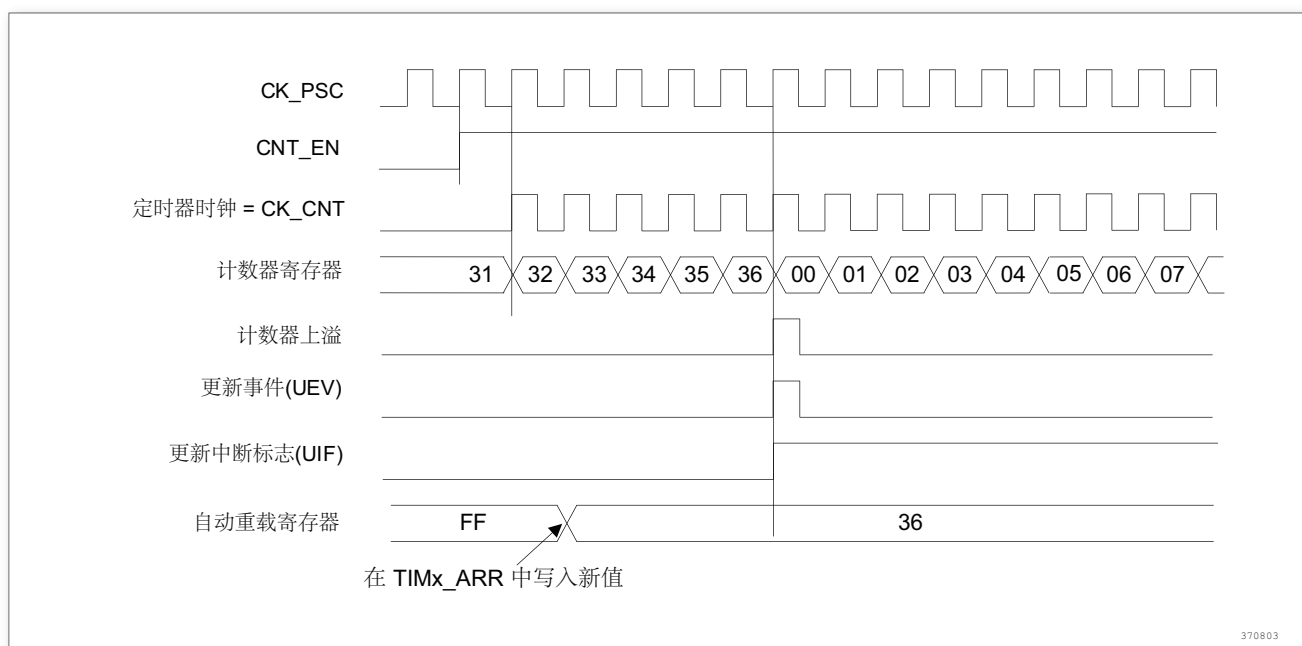 CK_PSC
CNT_EN
定时器时钟 = CK_CNT
计数器寄存器 31 32 33 34 35 36 00 01 02 03 04 05 06 07
计数器上溢
更新事件(UEV)
更新中断标志(UIF)
自动重载寄存器 FF 36
在 TIMx_ARR 中写入新值
370803